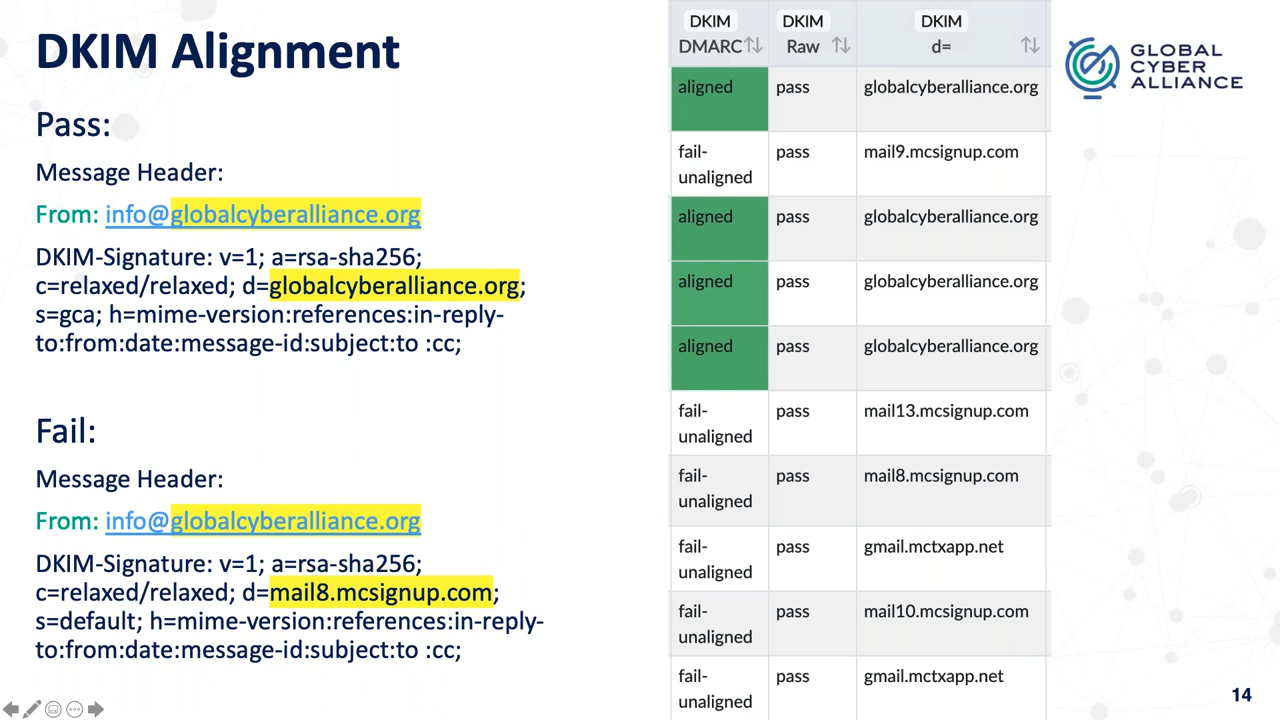 DKIM Alignment
Pass:
Message Header:
From: info@globalcyberalliance.org
DKIM-Signature: v=1; a=rsa-sha256;
c=relaxed/relaxed; d=globalcyberalliance.org;
s=gca; h=mime-version:references:in-reply-
to:from:date:message-id:subject:to :cc;
Fail:
Message Header:
From: info@globalcyberalliance.org
DKIM-Signature: v=1; a=rsa-sha256;
c=relaxed/relaxed; d=mail8.mcsignup.com;
s=default; h=mime-version:references:in-reply-
to:from:date:message-id:subject:to :cc;
DKIM DKIM DKIM
DMARC Raw d=
aligned pass globalcyberalliance.org
fail- pass mail9.mcsignup.com
unaligned
aligned pass globalcyberalliance.org
aligned pass globalcyberalliance.org
aligned pass globalcyberalliance.org
fail- pass mail13.mcsignup.com
unaligned
fail- pass mail8.mcsignup.com
unaligned
fail- pass gmail.mctxapp.net
unaligned
fail- pass mail10.mcsignup.com
unaligned
fail- pass gmail.mctxapp.net
unaligned
GLOBAL
CYBER
ALLIANCE
14